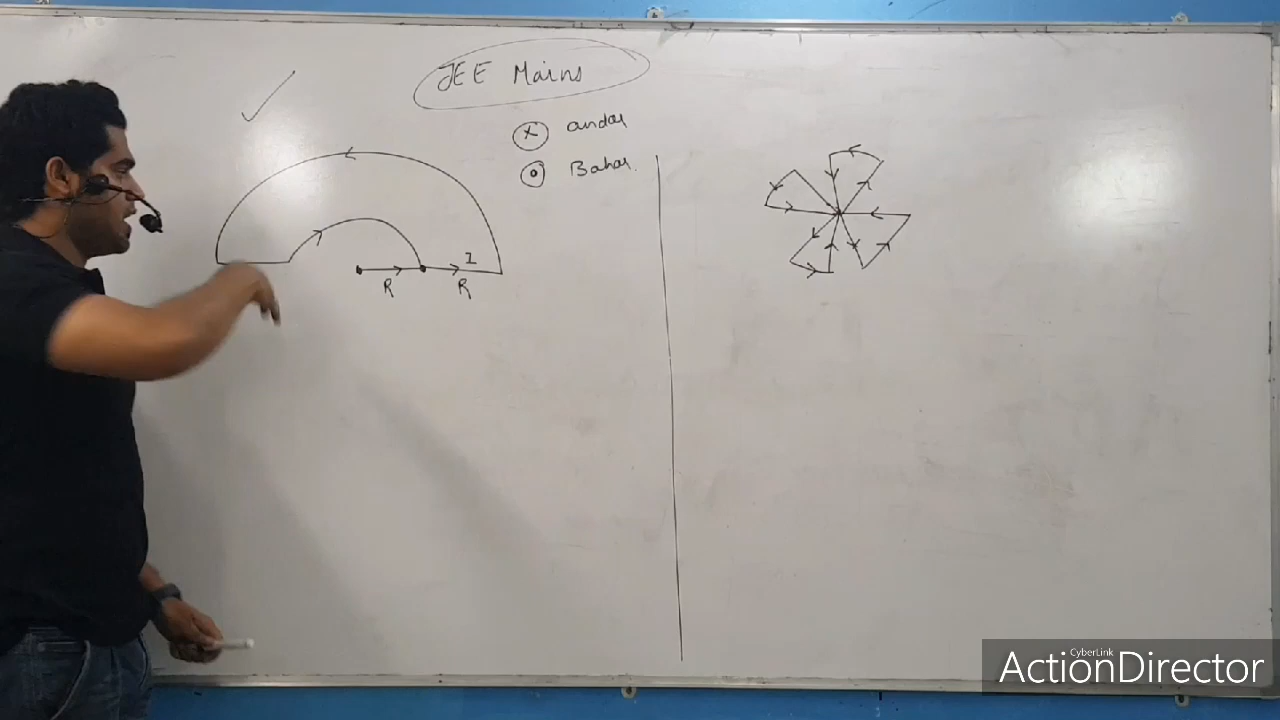 JEE Mains
x andar
Bahar.
I
R R
CyberLink
ActionDirector